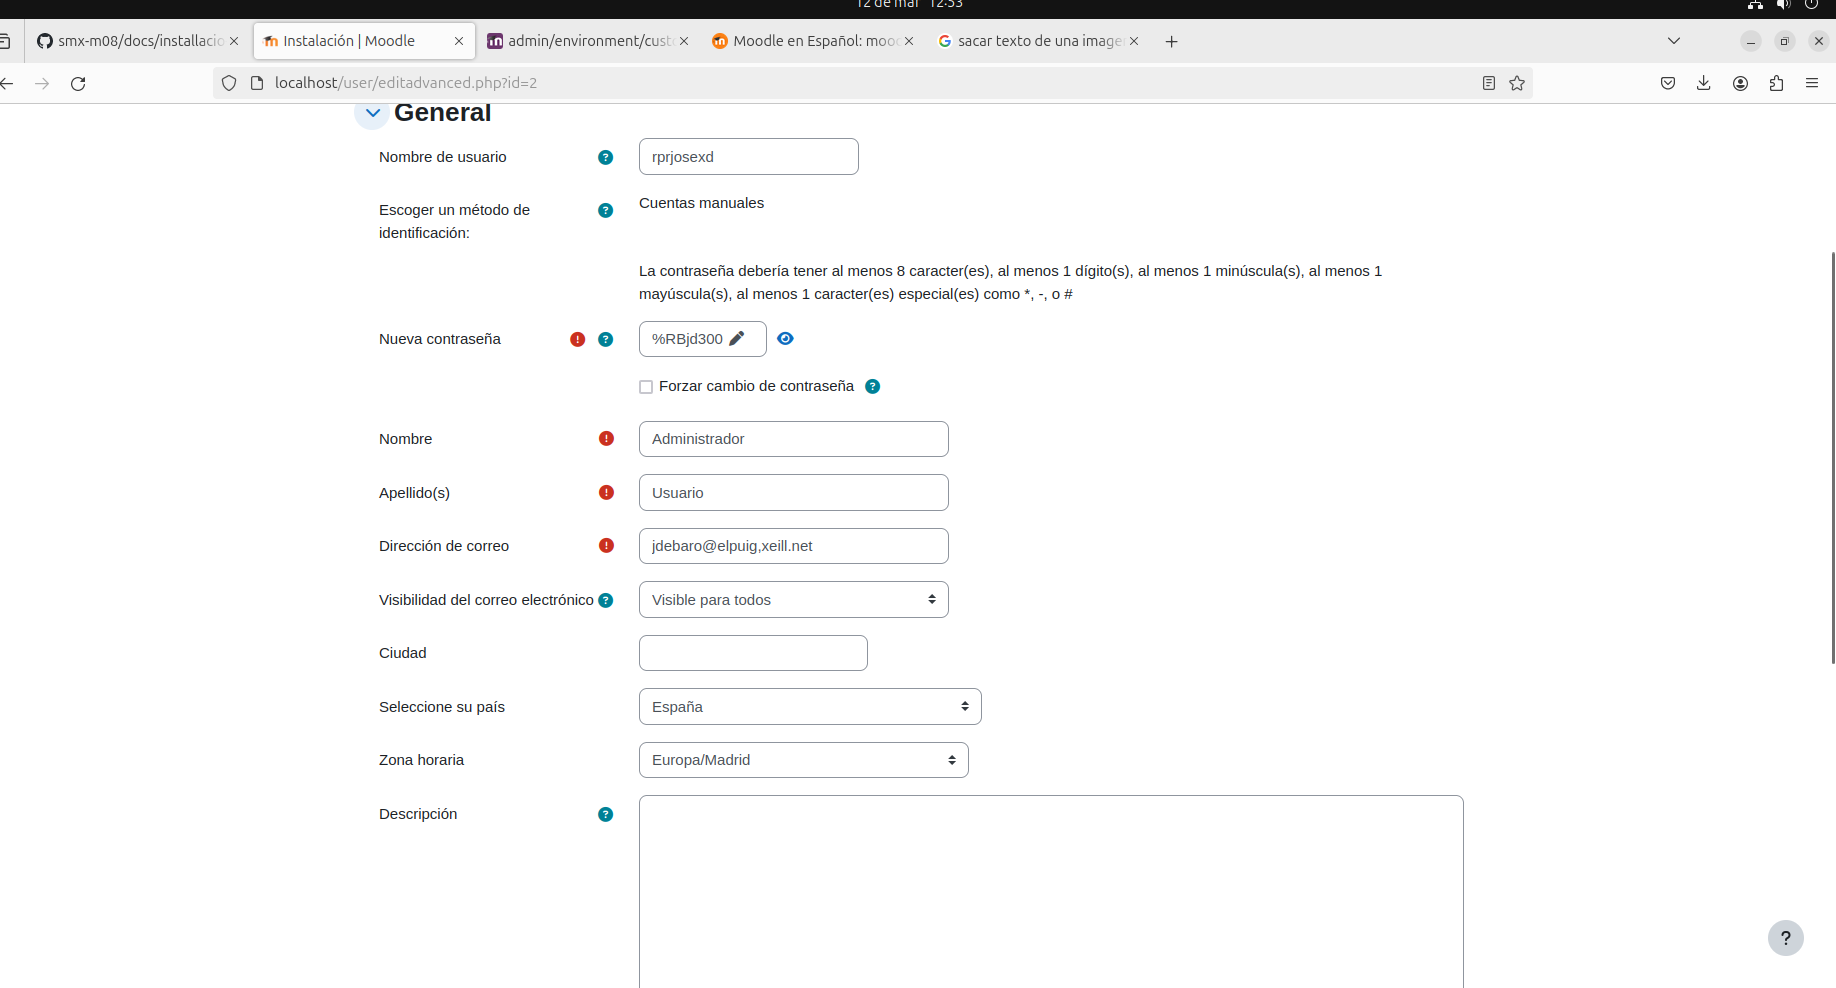 12 de mar 12:53
smx-m08/docs/installacio
Instalación | Moodle
admin/environment/cust
Moodle en Español: mood
sacar texto de una image
localhost/user/editadvanced.php?id=2
General
Nombre de usuario
rprjosexd
Escoger un método de
identificación:
Cuentas manuales
La contraseña debería tener al menos 8 caracter(es), al menos 1 dígito(s), al menos 1 minúscula(s), al menos 1
mayúscula(s), al menos 1 caracter(es) especial(es) como *, -, o #
Nueva contraseña
%RBjd300
Forzar cambio de contraseña
Nombre
Administrador
Apellido(s)
Usuario
Dirección de correo
jdebaro@elpuig,xeill.net
Visibilidad del correo electrónico
Visible para todos
Ciudad
Seleccione su país
España
Zona horaria
Europa/Madrid
Descripción
?